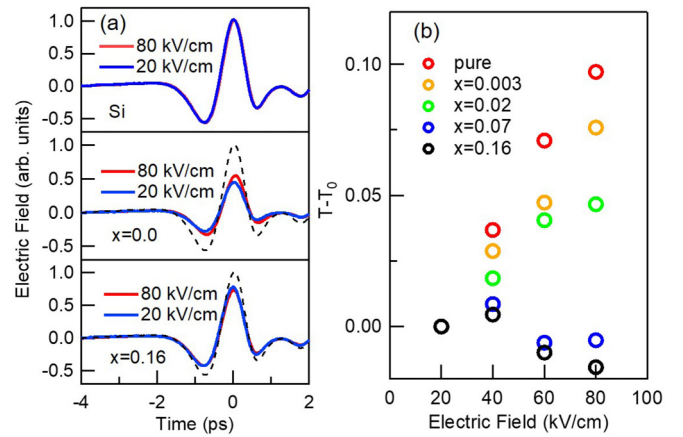 (a)
80 kV/cm
20 kV/cm
Si
1.0
0.5
0.0
-0.5
80 kV/cm
20 kV/cm
x=0.0
1.0
0.5
0.0
-0.5
80 kV/cm
20 kV/cm
x=0.16
1.0
0.5
0.0
-0.5
Electric Field (arb. units)
-4
-2
0
2
Time (ps)
(b)
pure
x=0.003
x=0.02
x=0.07
x=0.16
0.10
0.05
0.00
T-T0
0
20
40
60
80
100
Electric Field (kV/cm)